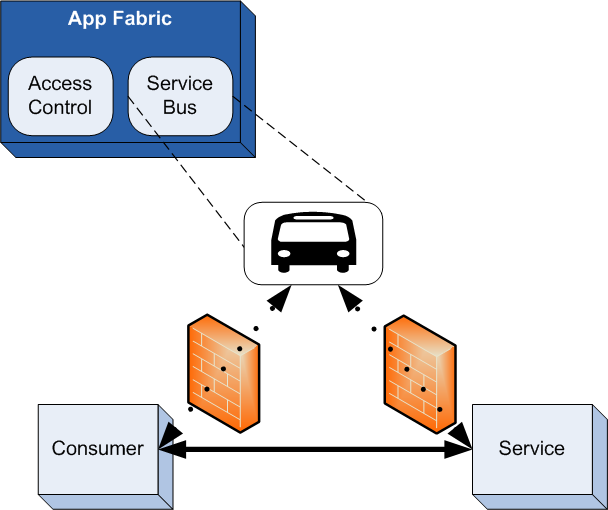 App Fabric
Access
Control
Service
Bus
Consumer
Service